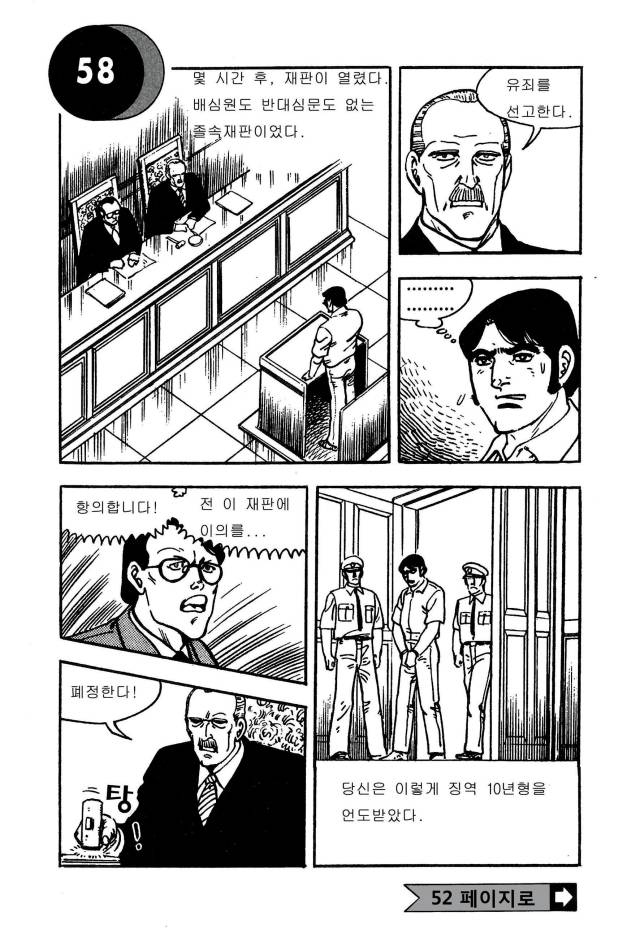 58
몇 시간 후, 재판이 열렸다.
배심원도 반대심문도 없는
졸속재판이었다.
유죄를
선고한다.
.........
.........
항의합니다!
전 이 재판에
이의를...
폐정한다!
탕
!
당신은 이렇게 징역 10년형을
언도받았다.
52 페이지로